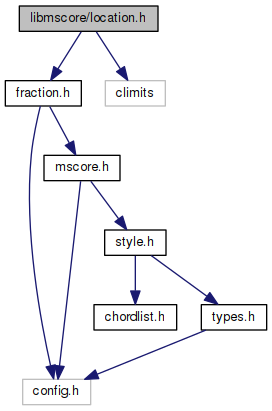 libmscore/location.h
fraction.h
climits
mscore.h
style.h
chordlist.h
types.h
config.h